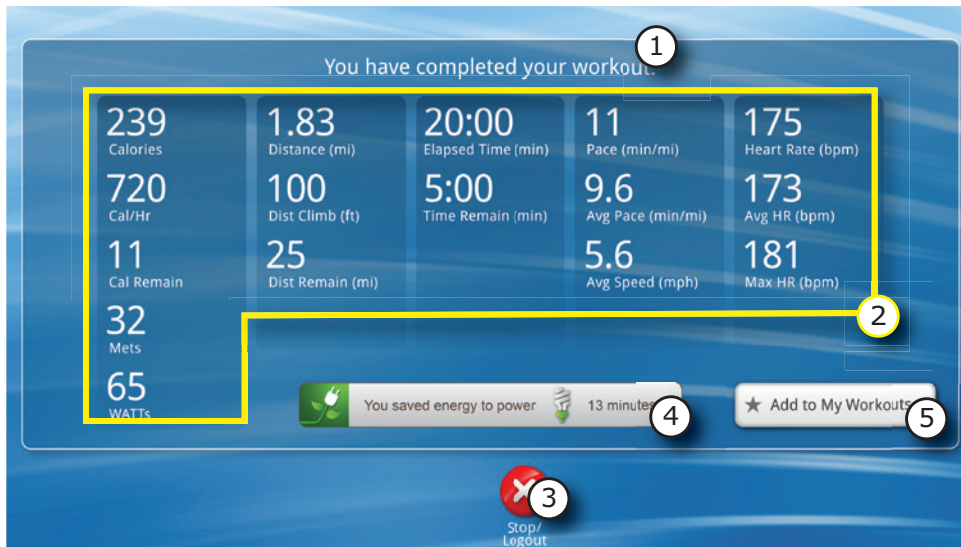 1
You have completed your workout.
239
Calories
720
Cal/Hr
11
Cal Remain
32
Mets
65
WATTs
1.83
Distance (mi)
100
Dist Climb (ft)
25
Dist Remain (mi)
20:00
Elapsed Time (min)
5:00
Time Remain (min)
11
Pace (min/mi)
9.6
Avg Pace (min/mi)
5.6
Avg Speed (mph)
175
Heart Rate (bpm)
173
Avg HR (bpm)
181
Max HR (bpm)
2
You saved energy to power 13 minutes
4
Add to My Workouts
5
3
Stop/
Logout